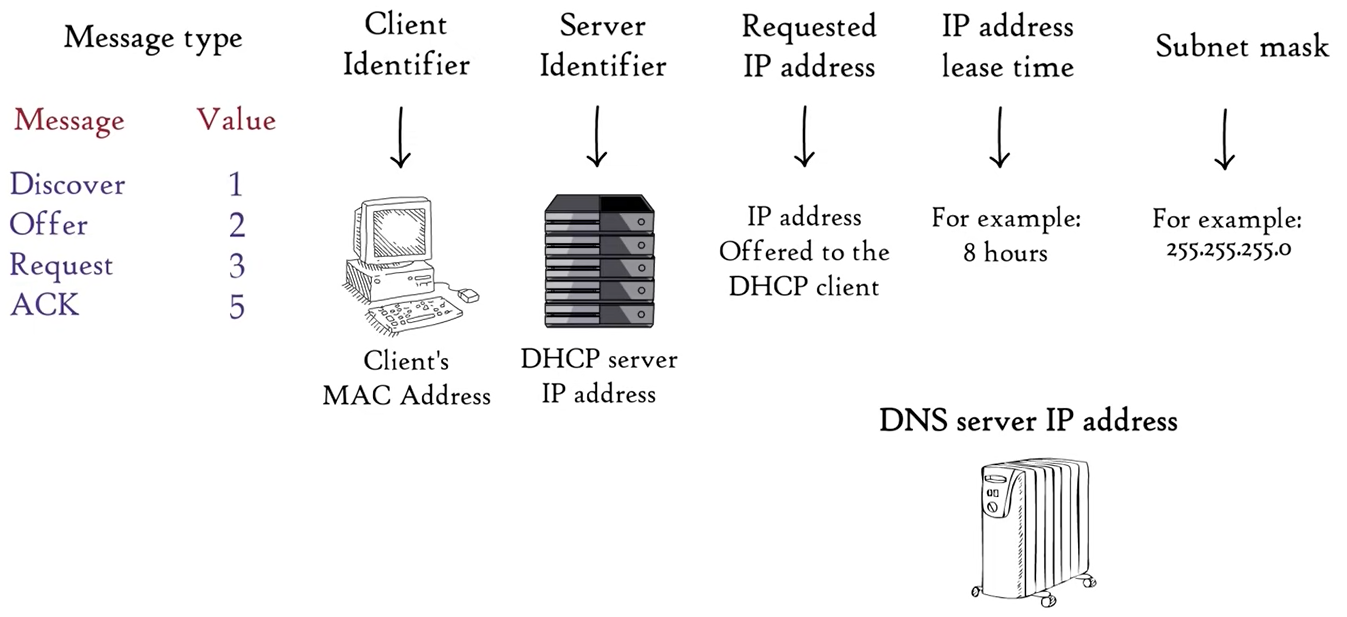 Message type
Message Value
Discover 1
Offer 2
Request 3
ACK 5
Client
Identifier
Client's
MAC Address
Server
Identifier
DHCP server
IP address
Requested
IP address
IP address
Offered to the
DHCP client
IP address
lease time
For example:
8 hours
Subnet mask
For example:
255.255.255.0
DNS server IP address